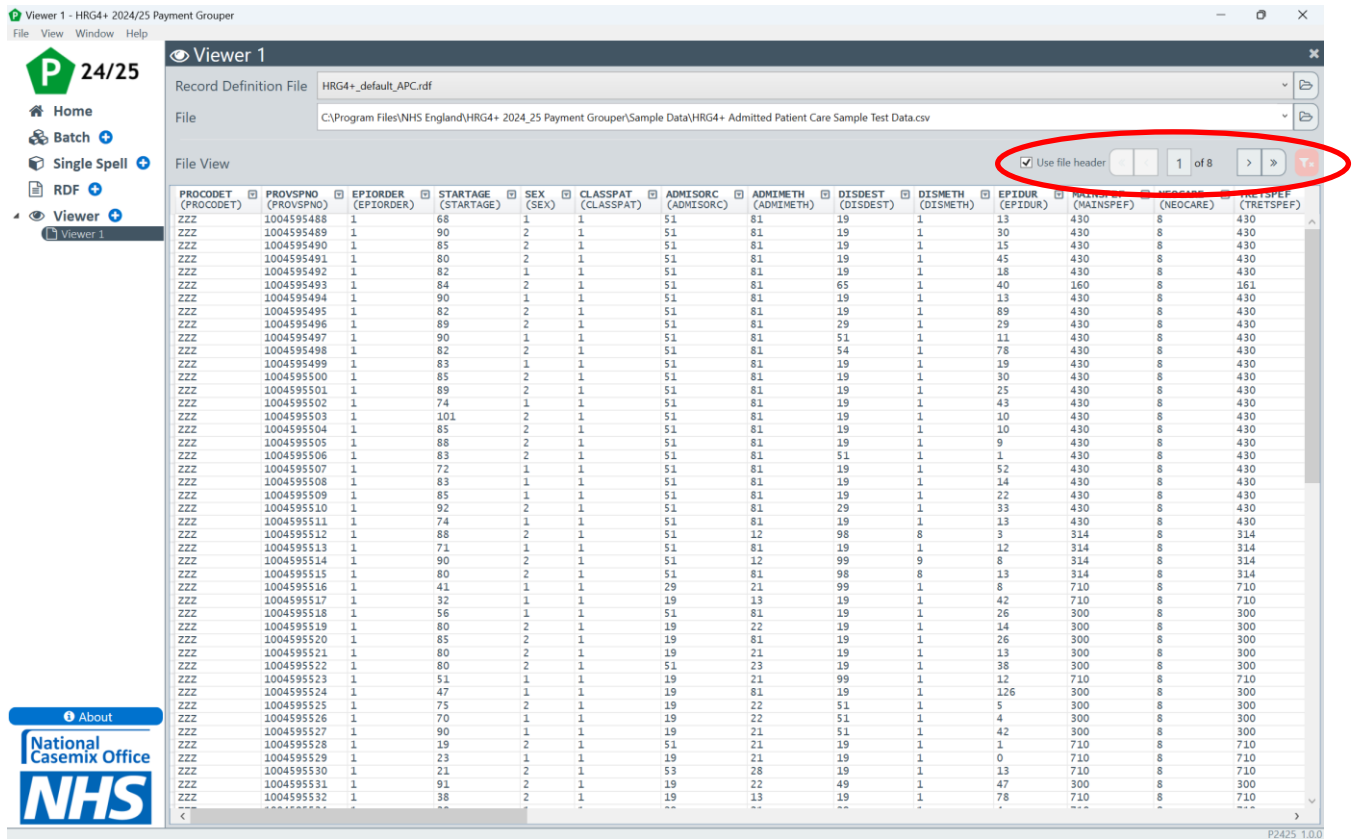 Viewer 1 - HRG4+ 2024/25 Payment Grouper
File View Window Help
P 24/25
Home
Batch
Single Spell
RDF
Viewer
Viewer 1
Viewer 1
Record Definition File HRG4+_default_APC.rdf
File C:\Program Files\NHS England\HRG4+ 2024_25 Payment Grouper\Sample Data\HRG4+ Admitted Patient Care Sample Test Data.csv
File View Use file header 1 of 8
PROCODET PROVSPNO EPIORDER STARTAGE SEX CLASSPAT ADMISORC ADMIMETH DISDEST DISMETH EPIDUR
(PROCODET) (PROVSPNO) (EPIORDER) (STARTAGE) (SEX) (CLASSPAT) (ADMISORC) (ADMIMETH) (DISDEST) (DISMETH) (EPIDUR) (MAINSPEF) (NEOCARE) (TRETSPEF)
ZZZ 1004595488 1 68 1 1 51 81 19 1 13 430 8 430
ZZZ 1004595489 1 90 2 1 51 81 19 1 30 430 8 430
ZZZ 1004595490 1 85 2 1 51 81 19 1 15 430 8 430
ZZZ 1004595491 1 80 2 1 51 81 19 1 45 430 8 430
ZZZ 1004595492 1 82 1 1 51 81 19 1 18 430 8 430
ZZZ 1004595493 1 84 2 1 51 81 65 1 40 160 8 161
ZZZ 1004595494 1 90 1 1 51 81 19 1 13 430 8 430
ZZZ 1004595495 1 82 2 1 51 81 19 1 89 430 8 430
ZZZ 1004595496 1 89 2 1 51 81 29 1 29 430 8 430
ZZZ 1004595497 1 90 1 1 51 81 51 1 11 430 8 430
ZZZ 1004595498 1 82 2 1 51 81 54 1 78 430 8 430
ZZZ 1004595499 1 83 1 1 51 81 19 1 19 430 8 430
ZZZ 1004595500 1 85 2 1 51 81 19 1 30 430 8 430
ZZZ 1004595501 1 89 2 1 51 81 19 1 25 430 8 430
ZZZ 1004595502 1 74 1 1 51 81 19 1 43 430 8 430
ZZZ 1004595503 1 101 2 1 51 81 19 1 10 430 8 430
ZZZ 1004595504 1 85 2 1 51 81 19 1 10 430 8 430
ZZZ 1004595505 1 88 2 1 51 81 19 1 9 430 8 430
ZZZ 1004595506 1 83 2 1 51 81 51 1 1 430 8 430
ZZZ 1004595507 1 72 1 1 51 81 19 1 52 430 8 430
ZZZ 1004595508 1 83 1 1 51 81 19 1 14 430 8 430
ZZZ 1004595509 1 85 1 1 51 81 19 1 22 430 8 430
ZZZ 1004595510 1 92 2 1 51 81 29 1 33 430 8 430
ZZZ 1004595511 1 74 1 1 51 81 19 1 13 430 8 430
ZZZ 1004595512 1 88 2 1 51 12 98 8 3 314 8 314
ZZZ 1004595513 1 71 1 1 51 81 19 1 12 314 8 314
ZZZ 1004595514 1 90 2 1 51 12 99 9 8 314 8 314
ZZZ 1004595515 1 80 2 1 51 81 98 8 13 314 8 314
ZZZ 1004595516 1 41 1 1 29 21 99 1 8 710 8 710
ZZZ 1004595517 1 32 1 1 19 13 19 1 42 710 8 710
ZZZ 1004595518 1 56 1 1 51 81 19 1 26 300 8 300
ZZZ 1004595519 1 80 2 1 19 22 19 1 14 300 8 300
ZZZ 1004595520 1 85 2 1 19 81 19 1 26 300 8 300
ZZZ 1004595521 1 80 2 1 19 21 19 1 13 300 8 300
ZZZ 1004595522 1 80 2 1 51 23 19 1 38 300 8 300
ZZZ 1004595523 1 51 1 1 19 21 99 1 12 710 8 710
ZZZ 1004595524 1 47 1 1 19 81 19 1 126 300 8 300
ZZZ 1004595525 1 75 2 1 19 22 51 1 5 300 8 300
ZZZ 1004595526 1 70 1 1 19 22 51 1 4 300 8 300
ZZZ 1004595527 1 90 1 1 19 21 51 1 42 300 8 300
ZZZ 1004595528 1 19 2 1 51 21 19 1 1 710 8 710
ZZZ 1004595529 1 23 1 1 19 21 19 1 0 710 8 710
ZZZ 1004595530 1 21 2 1 53 28 19 1 13 710 8 710
ZZZ 1004595531 1 91 2 1 19 22 49 1 47 300 8 300
ZZZ 1004595532 1 38 2 1 19 13 19 1 78 710 8 710
About
National
Casemix Office
NHS
P2425 1.0.0